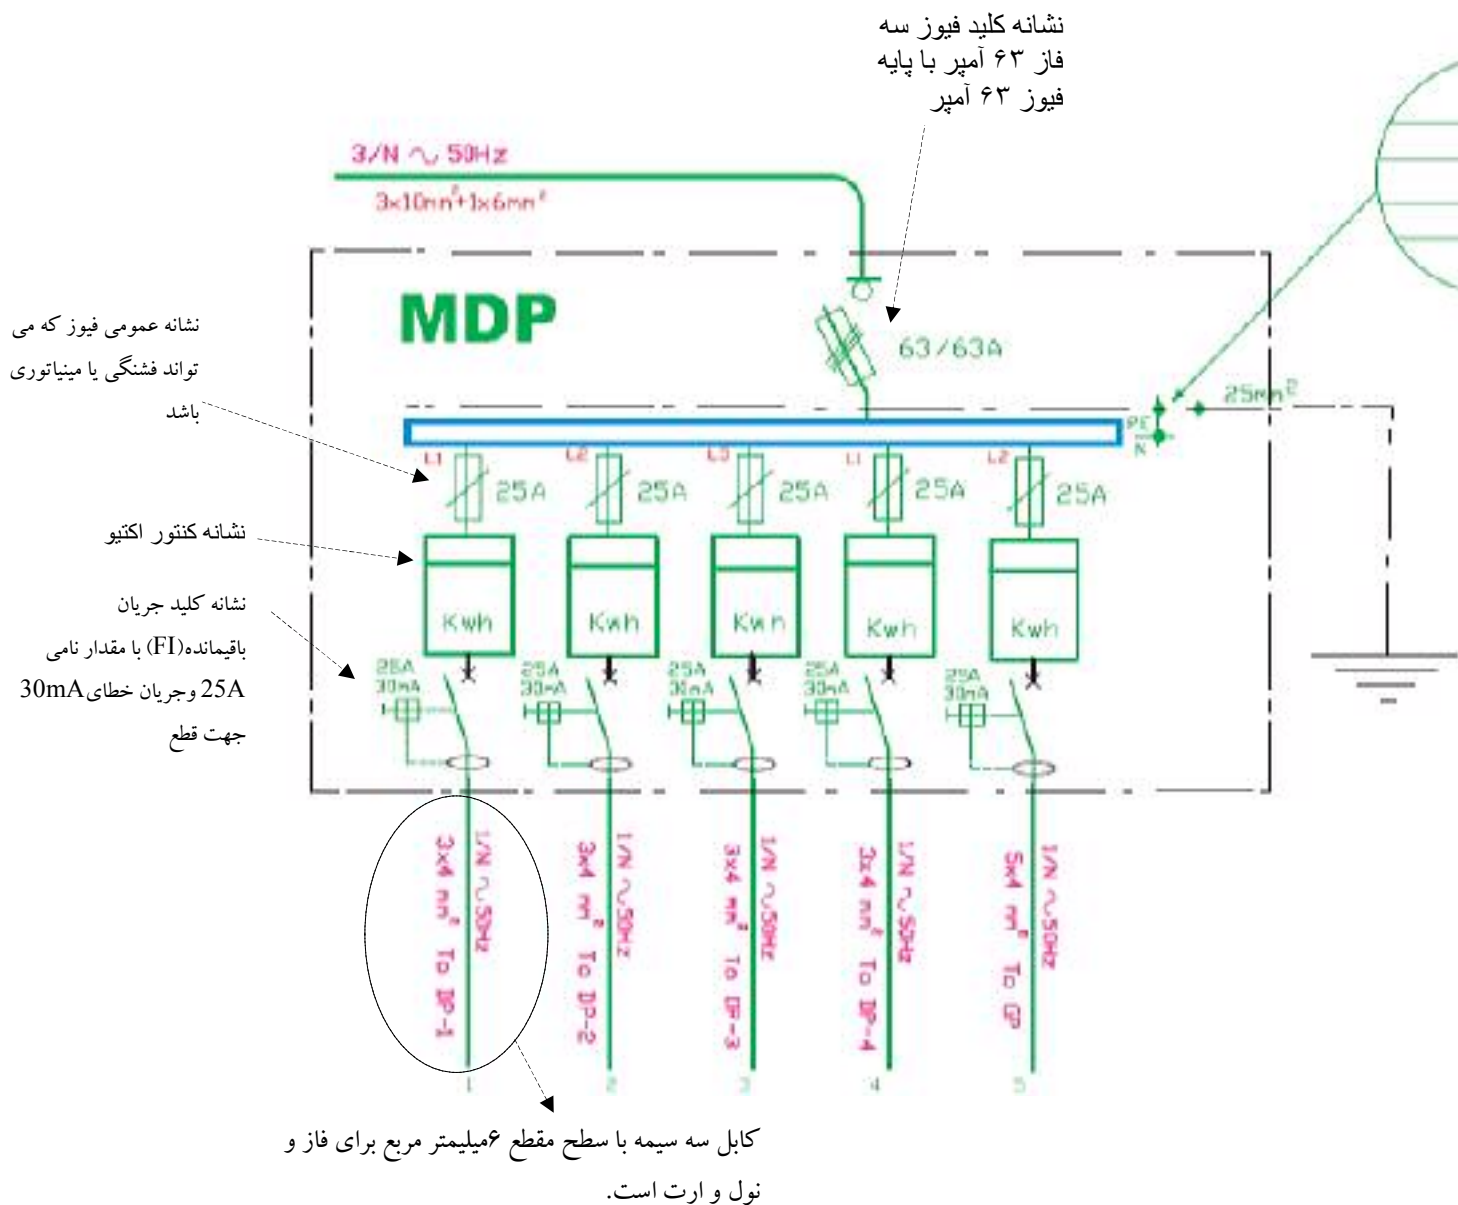 نشانه کلید فیوز سه
فاز ۶۳ آمپر با پایه
فیوز ۶۳ آمپر
3/N ∿ 50Hz
3x10mm²+1x6mm²
MDP
63/63A
نشانه عمومی فیوز که می
تواند فشنگی یا مینیاتوری
باشد
25mm²
PE
N
L1
L2
L3
L1
L2
25A
25A
25A
25A
25A
نشانه کنتور اکتیو
Kwh
Kwh
Kwh
Kwh
Kwh
نشانه کلید جریان
باقیمانده(FI) با مقدار نامی
25A وجریان خطای30mA
جهت قطع
25A
30mA
25A
30mA
25A
30mA
25A
30mA
25A
30mA
1/N ∿50Hz
3x4 mm² To DP-1
1/N ∿50Hz
3x4 mm² To DP-2
1/N ∿50Hz
3x4 mm² To DP-3
1/N ∿50Hz
3x4 mm² To DP-4
1/N ∿50Hz
5x4 mm² To GP
1
2
3
4
5
کابل سه سیمه با سطح مقطع ۶میلیمتر مربع برای فاز و
نول و ارت است.